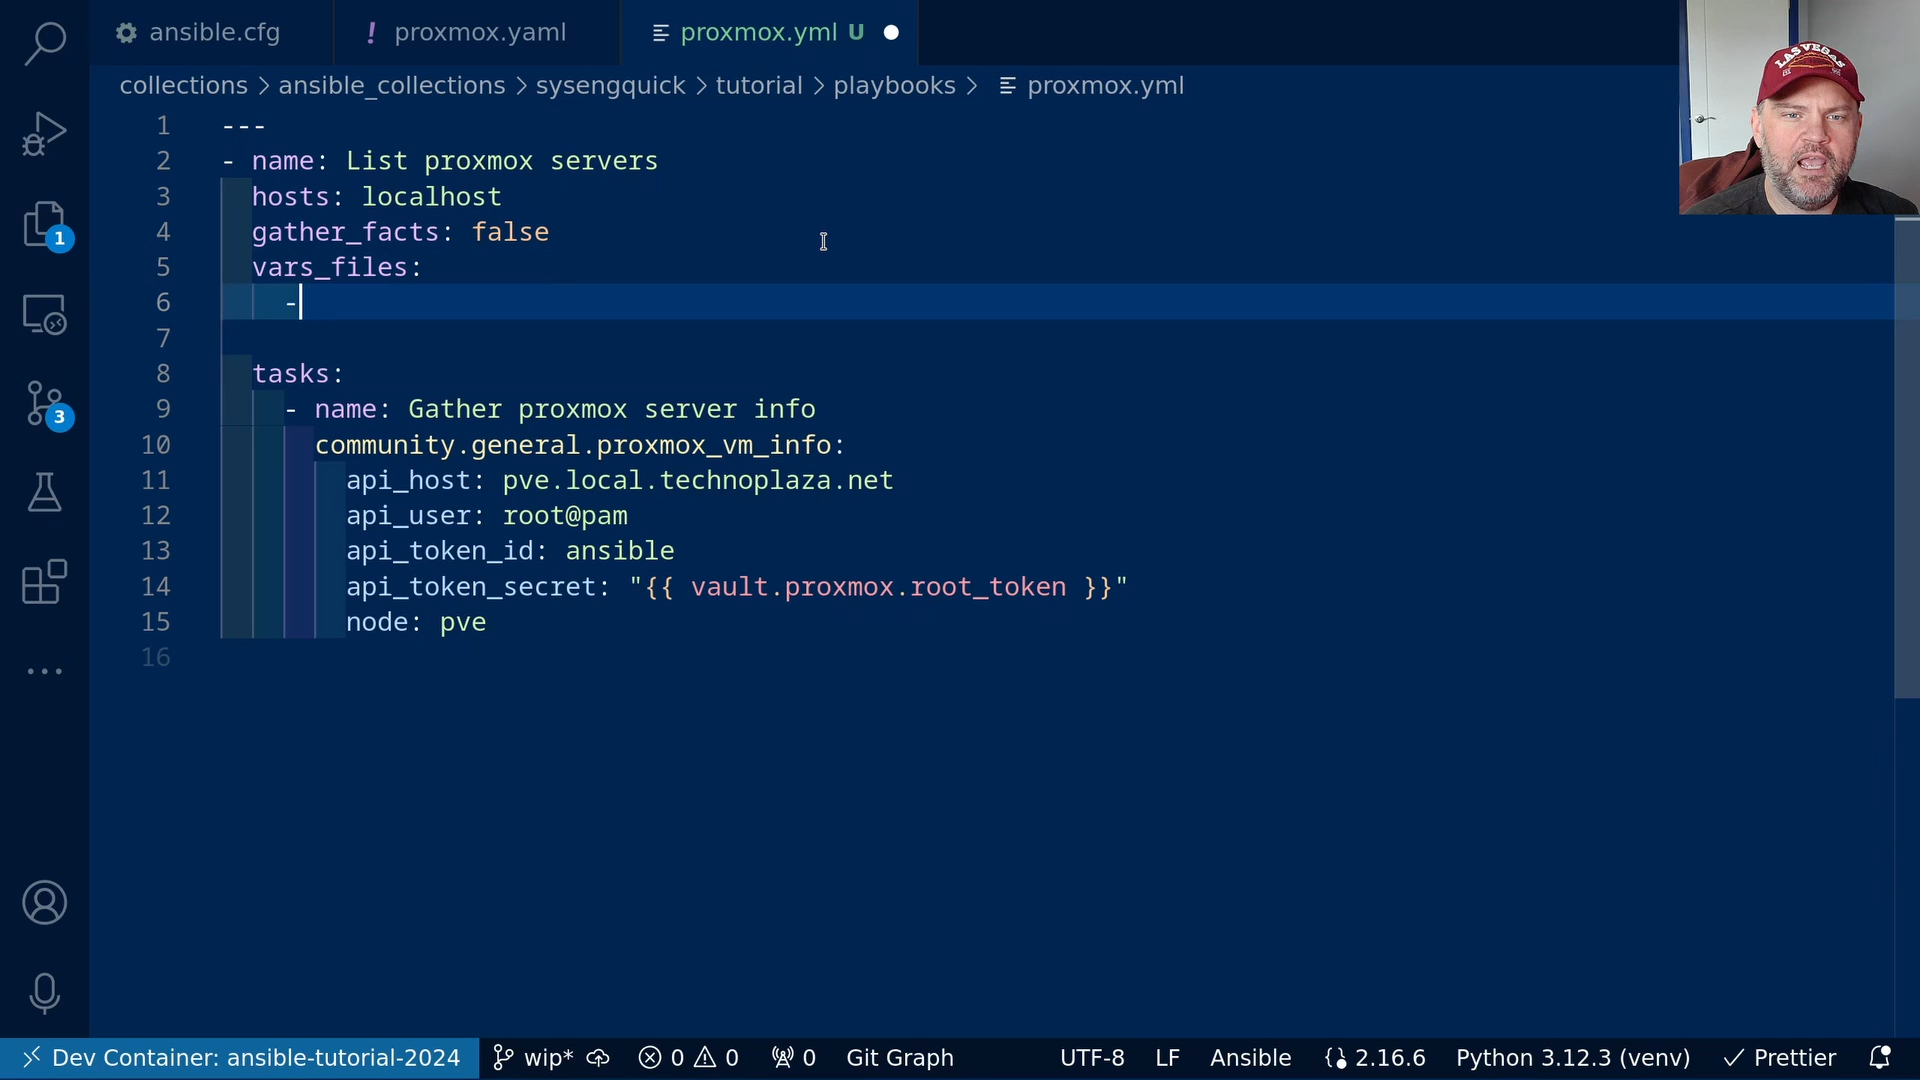 ansible.cfg
! proxmox.yaml
proxmox.yml U
collections > ansible_collections > sysengquick > tutorial > playbooks > proxmox.yml
1 ---
2 - name: List proxmox servers
3 hosts: localhost
4 gather_facts: false
5 vars_files:
6 -
7
8 tasks:
9 - name: Gather proxmox server info
10 community.general.proxmox_vm_info:
11 api_host: pve.local.technoplaza.net
12 api_user: root@pam
13 api_token_id: ansible
14 api_token_secret: "{{ vault.proxmox.root_token }}"
15 node: pve
16
1
3
LAS VEGAS
Dev Container: ansible-tutorial-2024 wip* 0 0 0 Git Graph UTF-8 LF Ansible 2.16.6 Python 3.12.3 (venv) Prettier